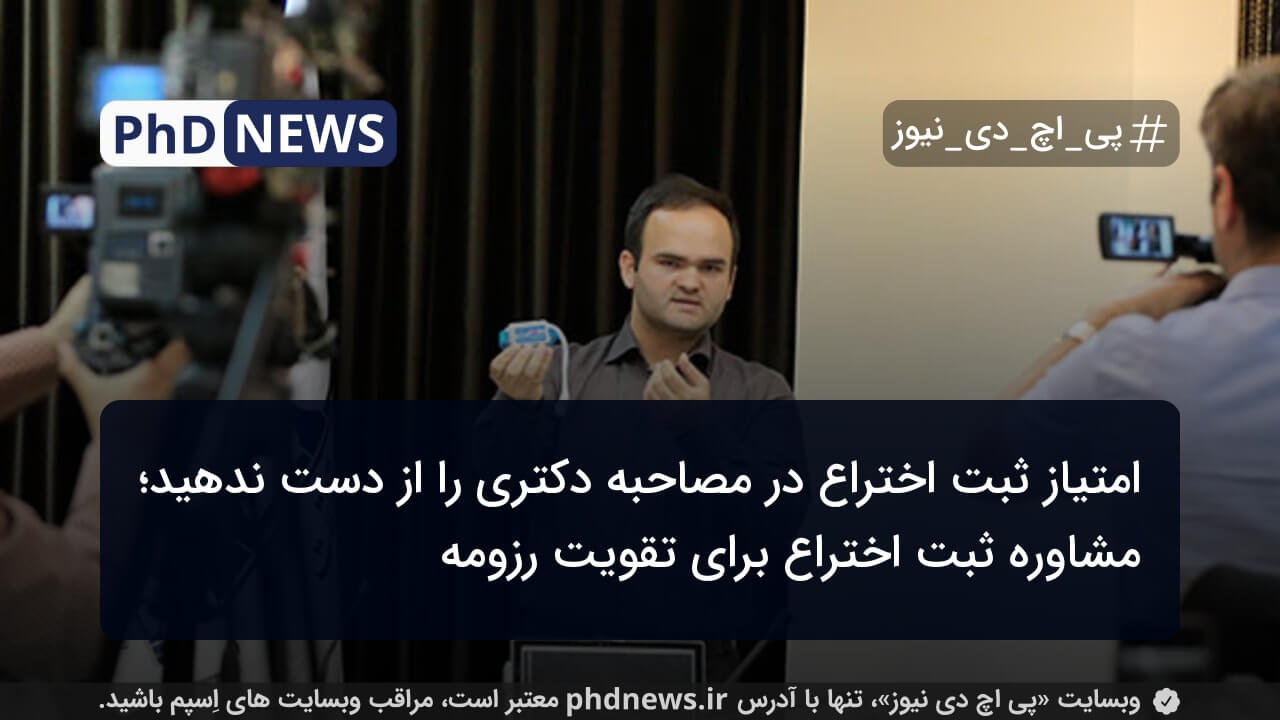 PhD NEWS
#پی_اچ_دی_نیوز
امتیاز ثبت اختراع در مصاحبه دکتری را از دست ندهید؛
مشاوره ثبت اختراع برای تقویت رزومه
وبسایت «پی اچ دی نیوز»، تنها با آدرس phdnews.ir معتبر است، مراقب وبسایت های اِسپم باشید.